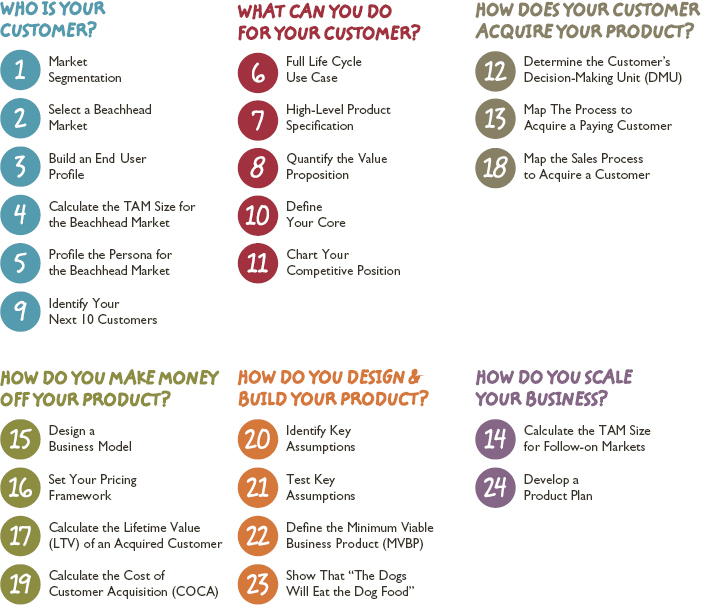 WHO IS YOUR
CUSTOMER?
1
Market
Segmentation
2
Select a Beachhead
Market
3
Build an End User
Profile
4
Calculate the TAM Size for
the Beachhead Market
5
Profile the Persona for
the Beachhead Market
9
Identify Your
Next 10 Customers
WHAT CAN YOU DO
FOR YOUR CUSTOMER?
6
Full Life Cycle
Use Case
7
High-Level Product
Specification
8
Quantify the Value
Proposition
10
Define
Your Core
11
Chart Your
Competitive Position
HOW DOES YOUR CUSTOMER
ACQUIRE YOUR PRODUCT?
12
Determine the Customer's
Decision-Making Unit (DMU)
13
Map The Process to
Acquire a Paying Customer
18
Map the Sales Process
to Acquire a Customer
HOW DO YOU MAKE MONEY
OFF YOUR PRODUCT?
15
Design a
Business Model
16
Set Your Pricing
Framework
17
Calculate the Lifetime Value
(LTV) of an Acquired Customer
19
Calculate the Cost of
Customer Acquisition (COCA)
HOW DO YOU DESIGN &
BUILD YOUR PRODUCT?
20
Identify Key
Assumptions
21
Test Key
Assumptions
22
Define the Minimum Viable
Business Product (MVBP)
23
Show That "The Dogs
Will Eat the Dog Food"
HOW DO YOU SCALE
YOUR BUSINESS?
14
Calculate the TAM Size
for Follow-on Markets
24
Develop a
Product Plan